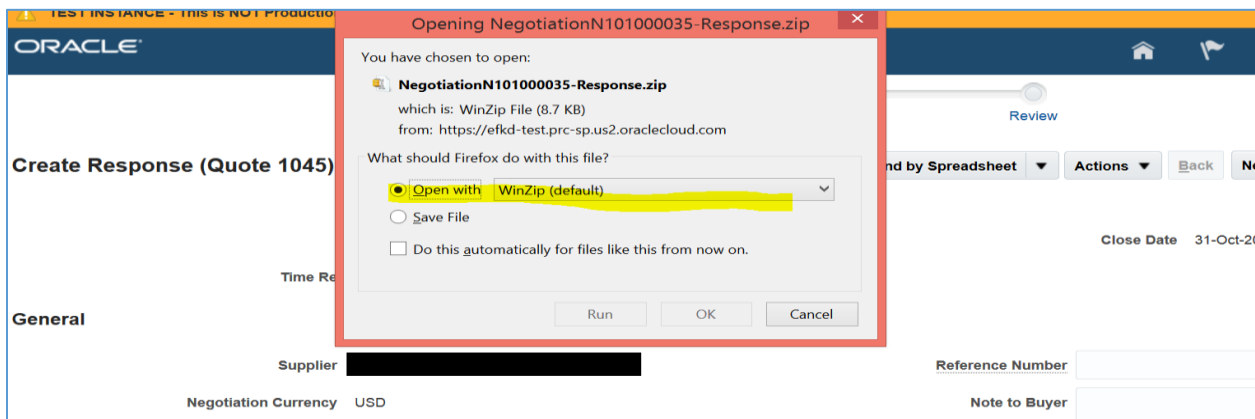 TEST INSTANCE - This is NOT Productio
Opening NegotiationN101000035-Response.zip
ORACLE
You have chosen to open:
NegotiationN101000035-Response.zip
which is: WinZip File (8.7 KB)
from: https://efkd-test.prc-sp.us2.oraclecloud.com
Review
What should Firefox do with this file?
Create Response (Quote 1045)
nd by Spreadsheet
Actions
Back
Ne
Open with WinZip (default)
Save File
Do this automatically for files like this from now on.
Close Date 31-Oct-20
Time Re
Run OK Cancel
General
Supplier
Reference Number
Negotiation Currency USD
Note to Buyer